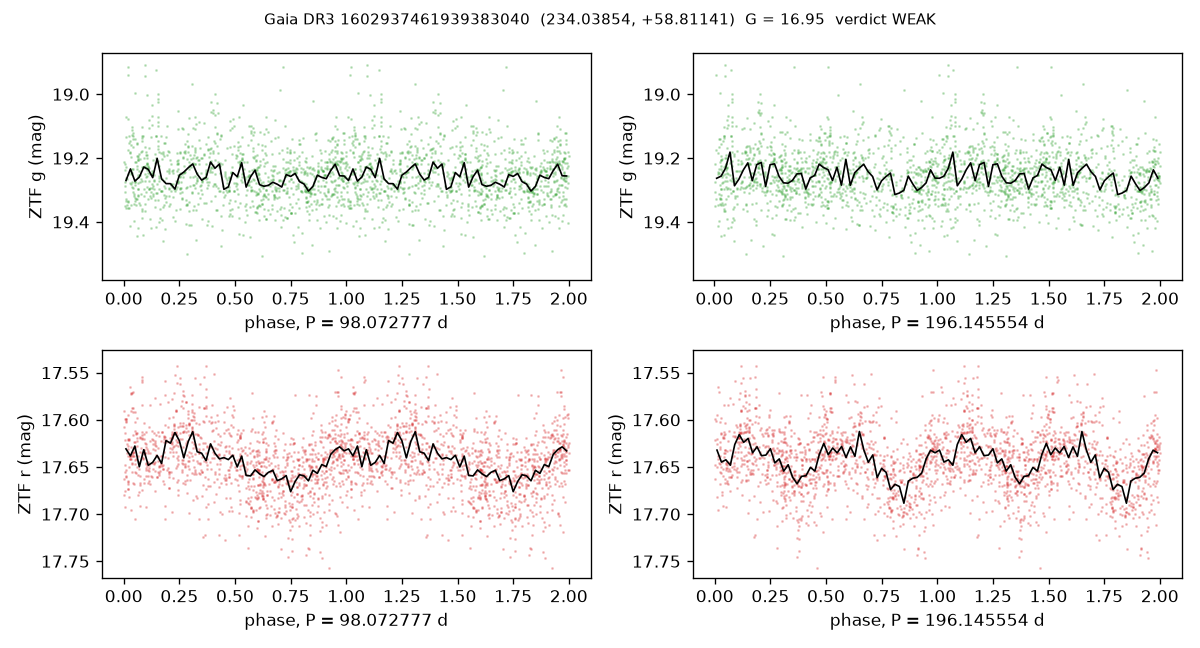 Gaia DR3 1602937461939383040 (234.03854, +58.81141) G = 16.95 verdict WEAK
ZTF g (mag)
19.0
19.2
19.4
0.00 0.25 0.50 0.75 1.00 1.25 1.50 1.75 2.00
phase, P = 98.072777 d
ZTF g (mag)
19.0
19.2
19.4
0.00 0.25 0.50 0.75 1.00 1.25 1.50 1.75 2.00
phase, P = 196.145554 d
ZTF r (mag)
17.55
17.60
17.65
17.70
17.75
0.00 0.25 0.50 0.75 1.00 1.25 1.50 1.75 2.00
phase, P = 98.072777 d
ZTF r (mag)
17.55
17.60
17.65
17.70
17.75
0.00 0.25 0.50 0.75 1.00 1.25 1.50 1.75 2.00
phase, P = 196.145554 d